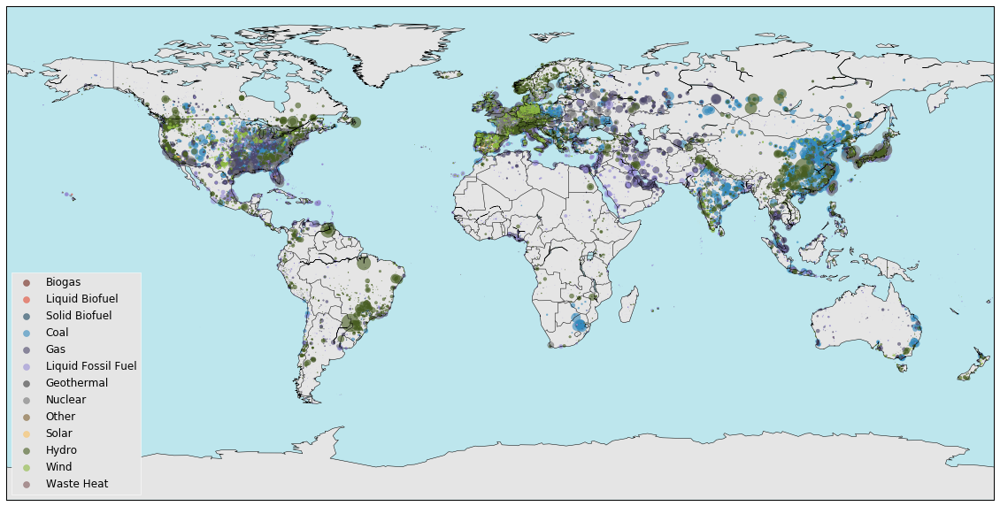 Biogas
Liquid Biofuel
Solid Biofuel
Coal
Gas
Liquid Fossil Fuel
Geothermal
Nuclear
Other
Solar
Hydro
Wind
Waste Heat